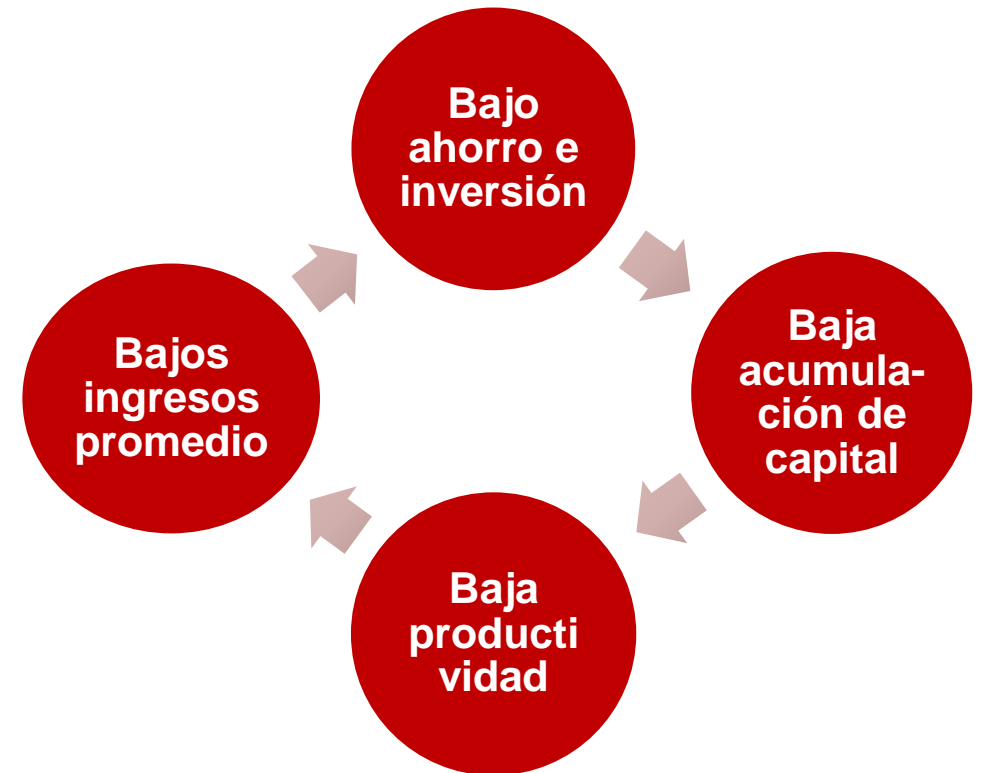 Bajo
ahorro e
inversión
Baja
acumula-
ción de
capital
Baja
producti
vidad
Bajos
ingresos
promedio